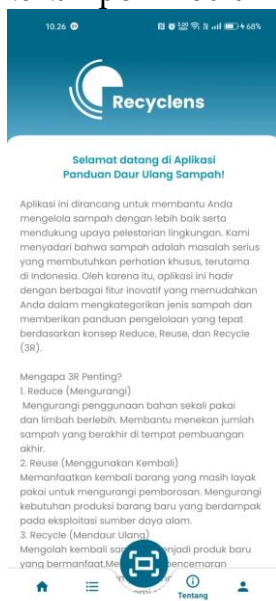 10.26
68%
Recyclens
Selamat datang di Aplikasi
Panduan Daur Ulang Sampah!
Aplikasi ini dirancang untuk membantu Anda
mengelola sampah dengan lebih baik serta
mendukung upaya pelestarian lingkungan. Kami
menyadari bahwa sampah adalah masalah serius
yang membutuhkan perhatian khusus, terutama
di Indonesia. Oleh karena itu, aplikasi ini hadir
dengan berbagai fitur inovatif yang memudahkan
Anda dalam mengkategorikan jenis sampah dan
memberikan panduan pengelolaan yang tepat
berdasarkan konsep Reduce, Reuse, dan Recycle
(3R).
Mengapa 3R Penting?
1. Reduce (Mengurangi)
Mengurangi penggunaan bahan sekali pakai
dan limbah berlebih. Membantu menekan jumlah
sampah yang berakhir di tempat pembuangan
akhir.
2. Reuse (Menggunakan Kembali)
Memanfaatkan kembali barang yang masih layak
pakai untuk mengurangi pemborosan. Mengurangi
kebutuhan produksi barang baru yang berdampak
pada eksploitasi sumber daya alam.
3. Recycle (Mendaur Ulang)
Mengolah kembali menjadi produk baru
yang bermanfaat. pencemaran
Tentang